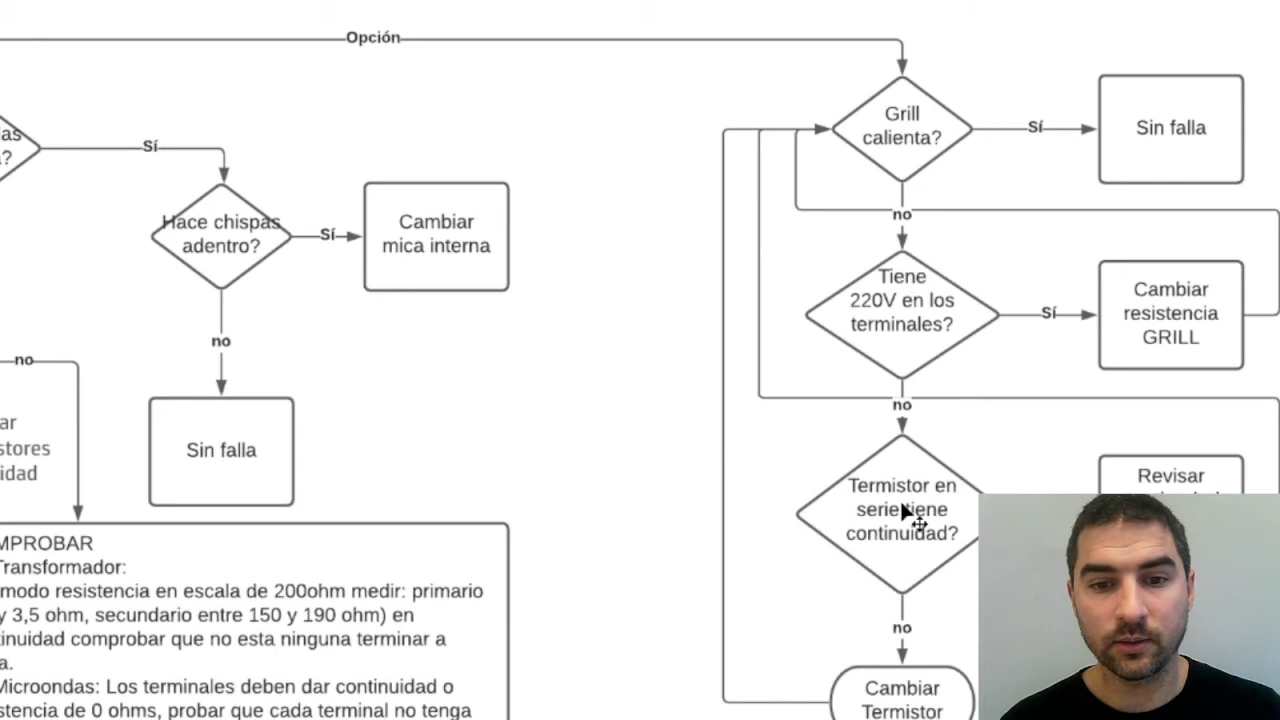 Opción
Grill
calienta?
Sí
Sin falla
las
a?
Sí
Hace chispas
adentro?
Sí
Cambiar
mica interna
no
Tiene
220V en los
terminales?
Sí
Cambiar
resistencia
GRILL
no
no
no
Sin falla
ar
stores
idad
Termistor en
serie tiene
continuidad?
Revisar
MPROBAR
Transformador:
modo resistencia en escala de 200ohm medir: primario
y 3,5 ohm, secundario entre 150 y 190 ohm) en
tinuidad comprobar que no esta ninguna terminar a
a.
Microondas: Los terminales deben dar continuidad o
stencia de 0 ohms, probar que cada terminal no tenga
no
Cambiar
Termistor